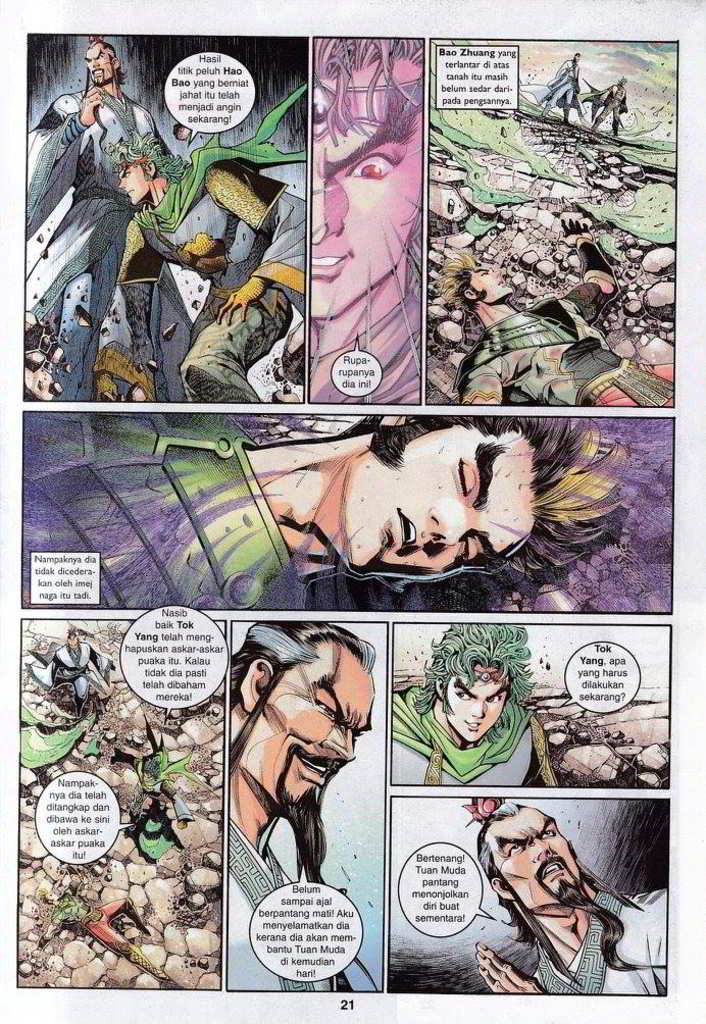 Hasil
titik peluh Hao
Bao yang berniat
jahat itu telah
menjadi angin
sekarang!
Rupa-
rupanya
dia ini!
Bao Zhuang yang
terlantar di atas
tanah itu masih
belum sedar dari-
pada pengsannya.
Nampaknya dia
tidak dicedera-
kan oleh imej
naga itu tadi.
Nasib
baik Tok
Yang telah meng-
hapuskan askar-askar
puaka itu. Kalau
tidak dia pasti
telah dibaham
mereka!
Nampak-
nya dia telah
ditangkap dan
dibawa ke sini
oleh askar-
askar puaka
itu!
Belum
sampai ajal
berpantang mati! Aku
menyelamatkan dia
kerana dia akan mem-
bantu Tuan Muda
di kemudian
hari!
Tok
Yang, apa
yang harus
dilakukan
sekarang?
Bertenang!
Tuan Muda
pantang
menonjolkan
diri buat
sementara!
21